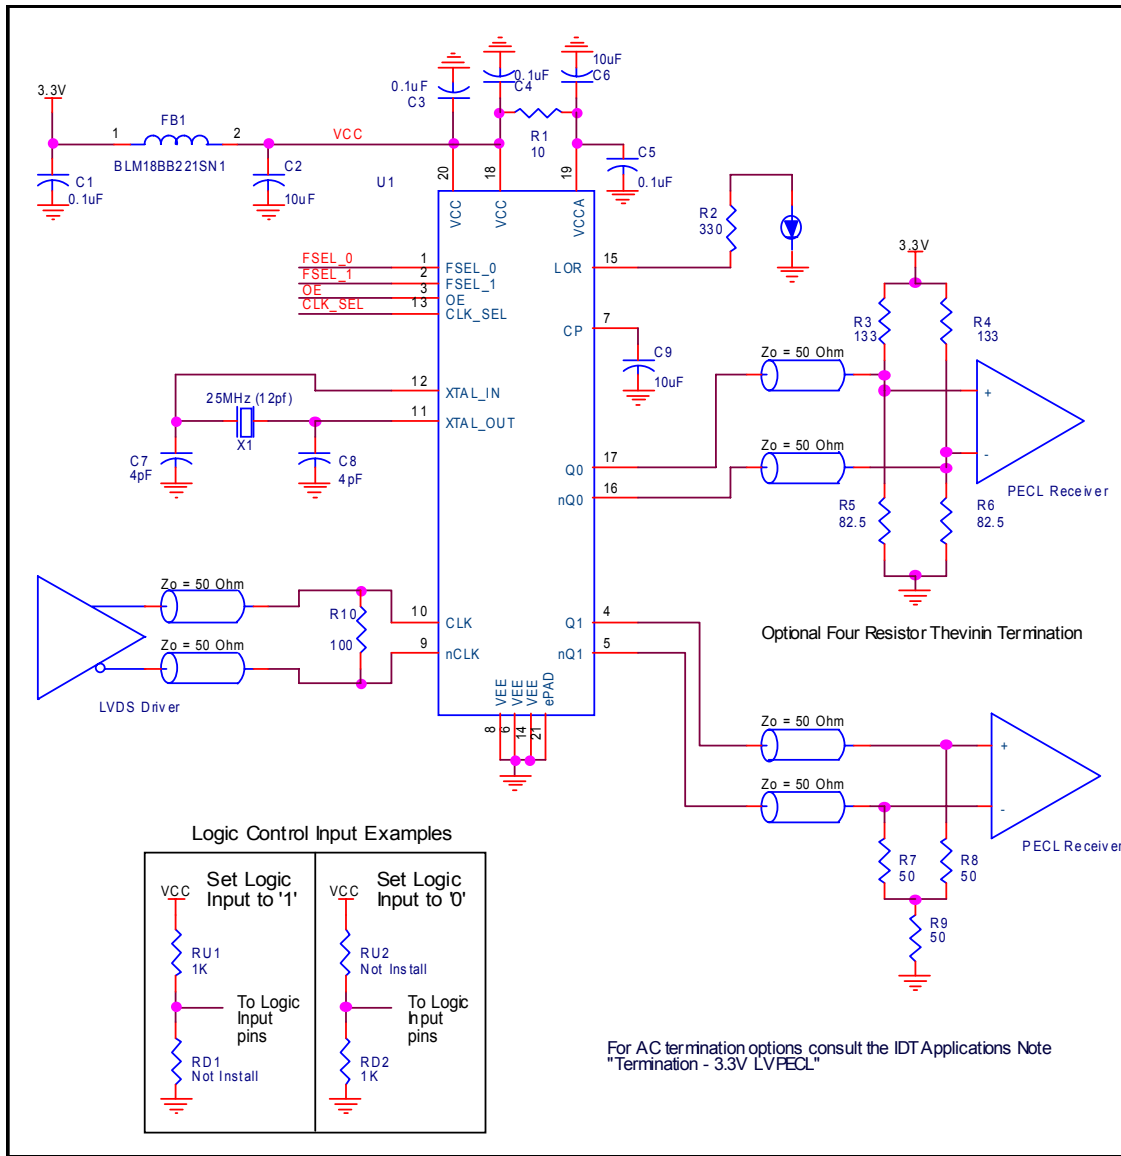 3.3V
FB1
1
2
BLM18BB221SN1
VCC
C1
0.1uF
C2
10uF
0.1uF
C3
0.1uF
C4
10uF
C6
R1
10
C5
0.1uF
U1
20
18
19
VCC
VCC
VCCA
FSEL_0
FSEL_1
OE
CLK_SEL
1
2
3
13
FSEL_0
FSEL_1
OE
CLK_SEL
LOR
15
R2
330
CP
7
C9
10uF
12
XTAL_IN
11
XTAL_OUT
25MHz (12pf)
X1
C7
4pF
C8
4pF
Q0
17
nQ0
16
Zo = 50 Ohm
Zo = 50 Ohm
3.3V
R3
133
R4
133
+
-
PECL Receiver
R5
82.5
R6
82.5
Optional Four Resistor Thevinin Termination
Zo = 50 Ohm
Zo = 50 Ohm
LVDS Driver
R10
100
10
CLK
9
nCLK
Q1
4
nQ1
5
VEE
VEE
VEE
ePAD
8
6
14
21
Zo = 50 Ohm
Zo = 50 Ohm
+
-
PECL Receiver
R7
50
R8
50
R9
50
Logic Control Input Examples
Set Logic
Input to '1'
VCC
RU1
1K
To Logic
Input
pins
RD1
Not Install
Set Logic
Input to '0'
VCC
RU2
Not Install
To Logic
Input
pins
RD2
1K
For AC termination options consult the IDT Applications Note
"Termination - 3.3V LVPECL"